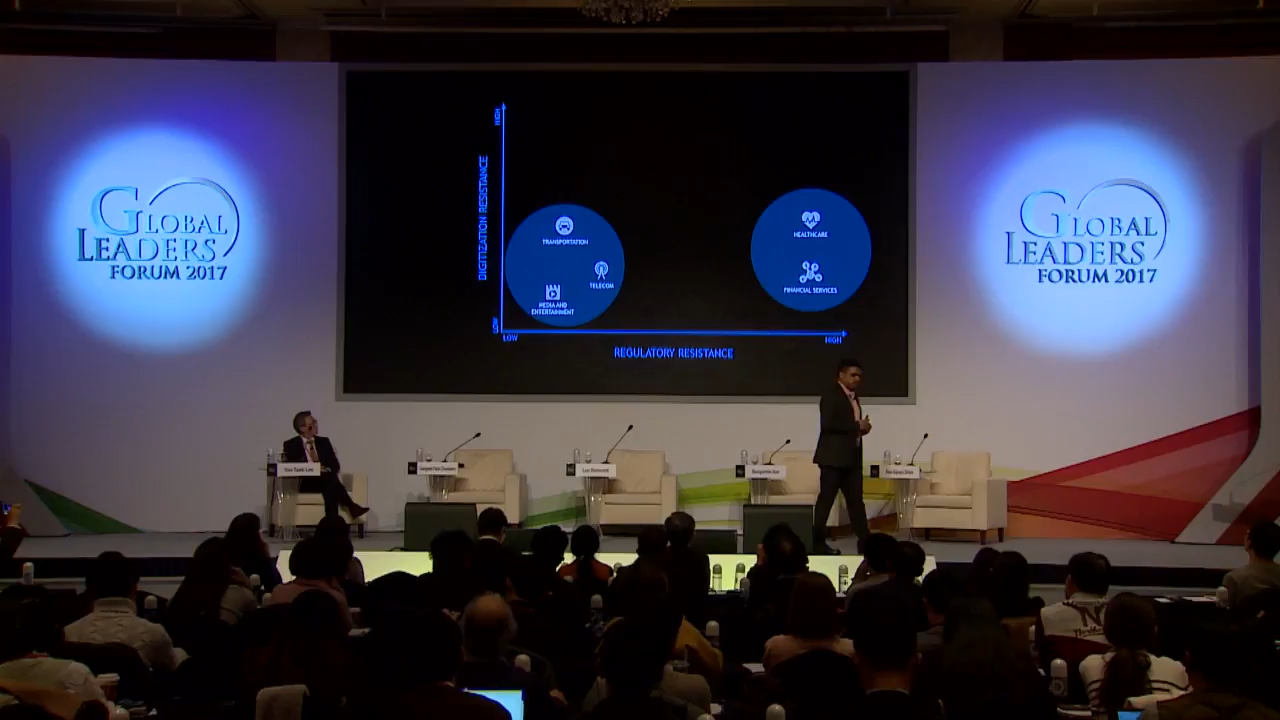 GLOBAL
LEADERS
FORUM 2017
HIGH
DIGITIZATION RESISTANCE
LOW
TRANSPORTATION
TELECOM
MEDIA AND
ENTERTAINMENT
HEALTHCARE
FINANCIAL SERVICES
LOW
HIGH
REGULATORY RESISTANCE
GLOBAL
LEADERS
FORUM 2017